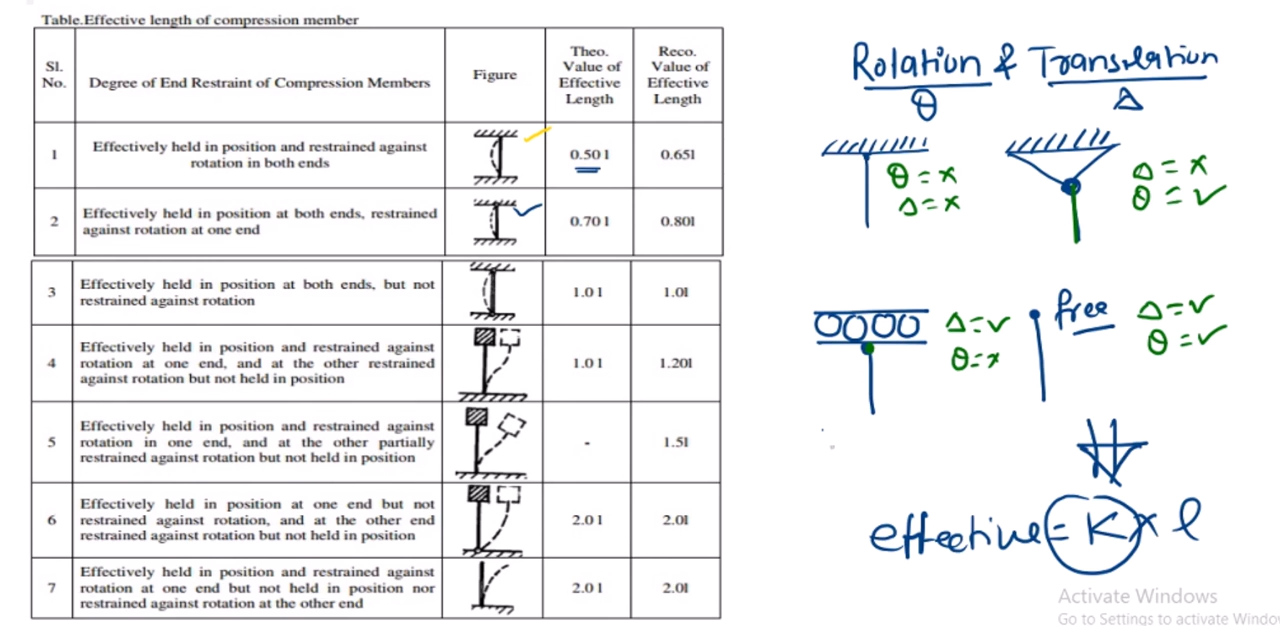 Table.Effective length of compression member
Sl. No.
Degree of End Restraint of Compression Members
Figure
Theo. Value of Effective Length
Reco. Value of Effective Length
1
Effectively held in position and restrained against
rotation in both ends
0.50 l
0.65l
2
Effectively held in position at both ends, restrained
against rotation at one end
0.70 l
0.80l
3
Effectively held in position at both ends, but not
restrained against rotation
1.0 l
1.0l
4
Effectively held in position and restrained against
rotation at one end, and at the other restrained
against rotation but not held in position
1.0 l
1.20l
5
Effectively held in position and restrained against
rotation in one end, and at the other partially
restrained against rotation but not held in position
-
1.5l
6
Effectively held in position at one end but not
restrained against rotation, and at the other end
restrained against rotation but not held in position
2.0 l
2.0l
7
Effectively held in position and restrained against
rotation at one end but not held in position nor
restrained against rotation at the other end
2.0 l
2.0l
Rotation & Translation
θ Δ
θ = x
Δ = x
Δ = x
θ = ✓
Δ = ✓
θ = x
free
Δ = ✓
θ = ✓
effective = K x l
Activate Windows
Go to Settings to activate Windo